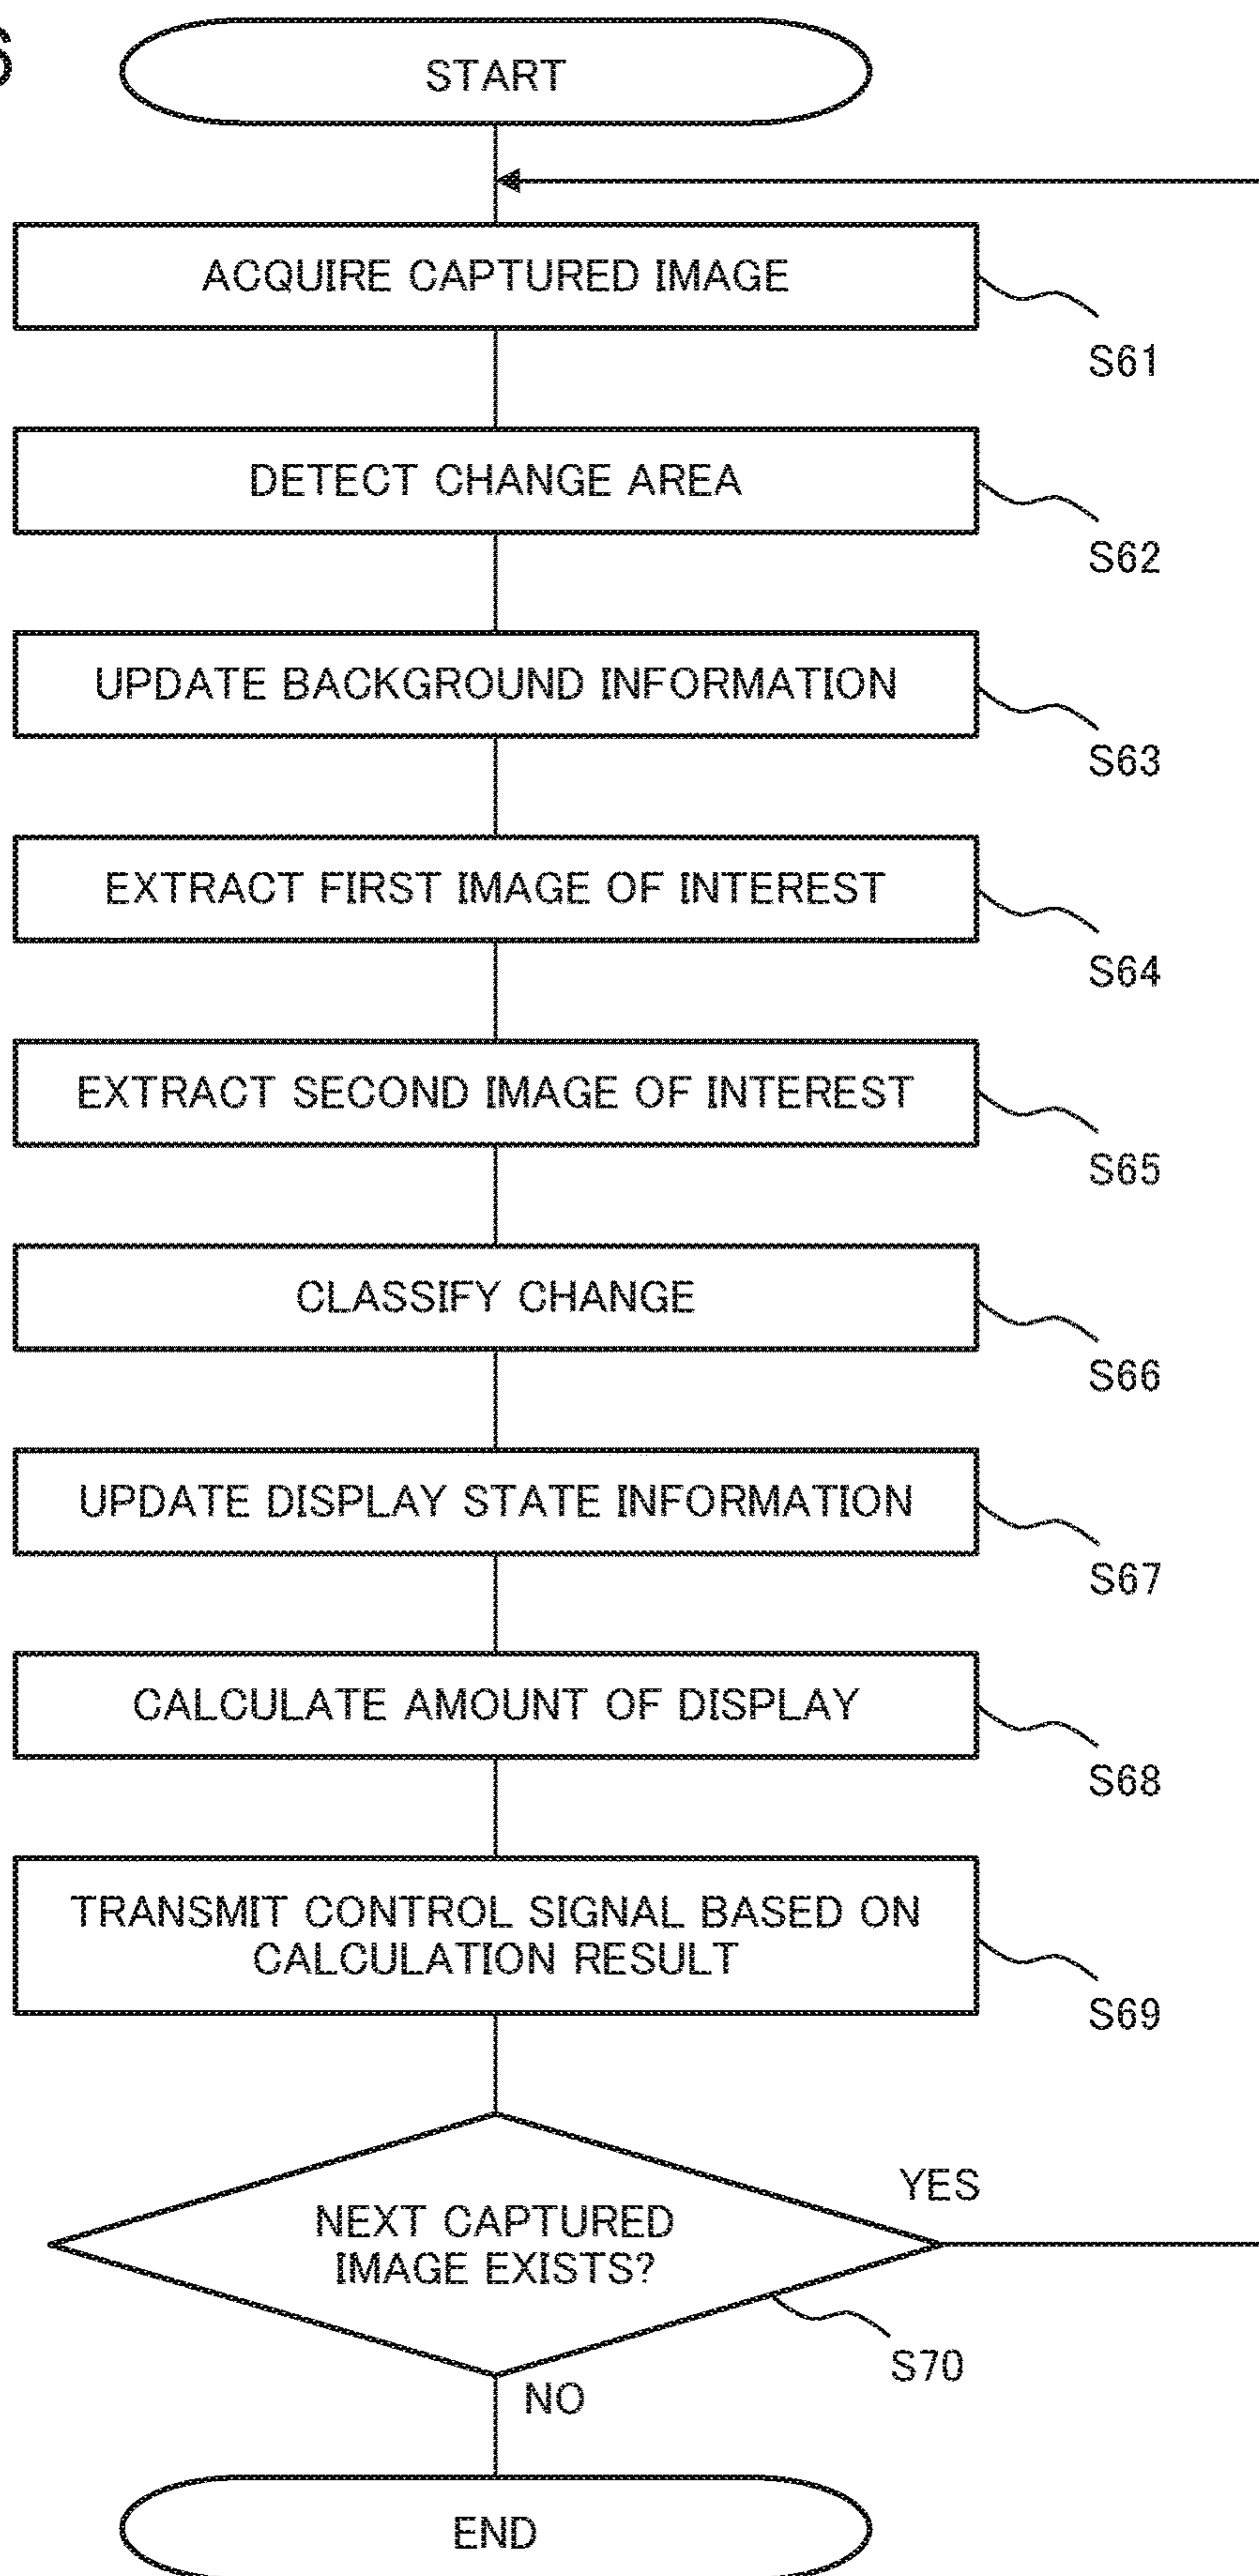 START
ACQUIRE CAPTURED IMAGE
S61
DETECT CHANGE AREA
S62
UPDATE BACKGROUND INFORMATION
S63
EXTRACT FIRST IMAGE OF INTEREST
S64
EXTRACT SECOND IMAGE OF INTEREST
S65
CLASSIFY CHANGE
S66
UPDATE DISPLAY STATE INFORMATION
S67
CALCULATE AMOUNT OF DISPLAY
S68
TRANSMIT CONTROL SIGNAL BASED ON
CALCULATION RESULT
S69
YES
NEXT CAPTURED
IMAGE EXISTS?
S70
NO
END